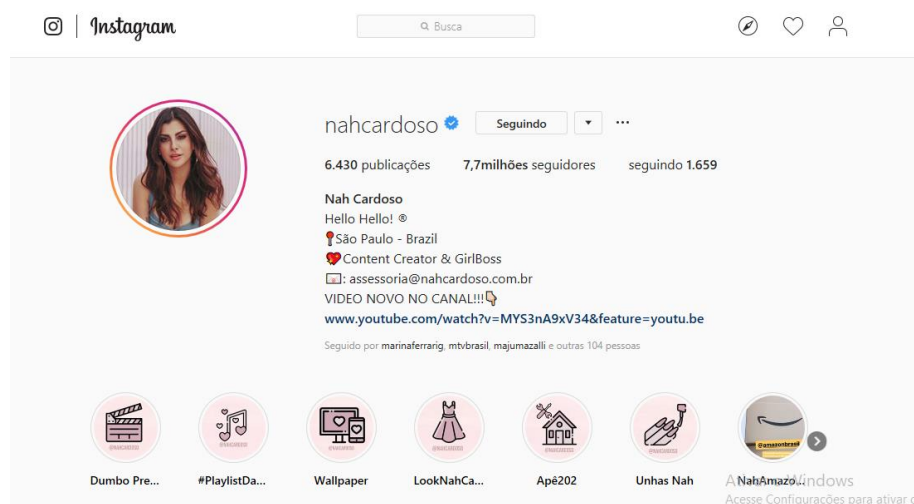 Instagram
Busca
nahcardoso
Seguindo
6.430 publicações 7,7milhões seguidores seguindo 1.659
Nah Cardoso
Hello Hello! ®
São Paulo - Brazil
Content Creator & GirlBoss
: assessoria@nahcardoso.com.br
VIDEO NOVO NO CANAL!!!
www.youtube.com/watch?v=MYS3nA9xV34&feature=youtu.be
Seguido por marinaferrarig, mtvbrasil, majumazalli e outras 104 pessoas
@amazonbrasil
Dumbo Pre... #PlaylistDa... Wallpaper LookNahCa... Apê202 Unhas Nah NahAmazo...
Windows
Acesse Configurações para ativar o